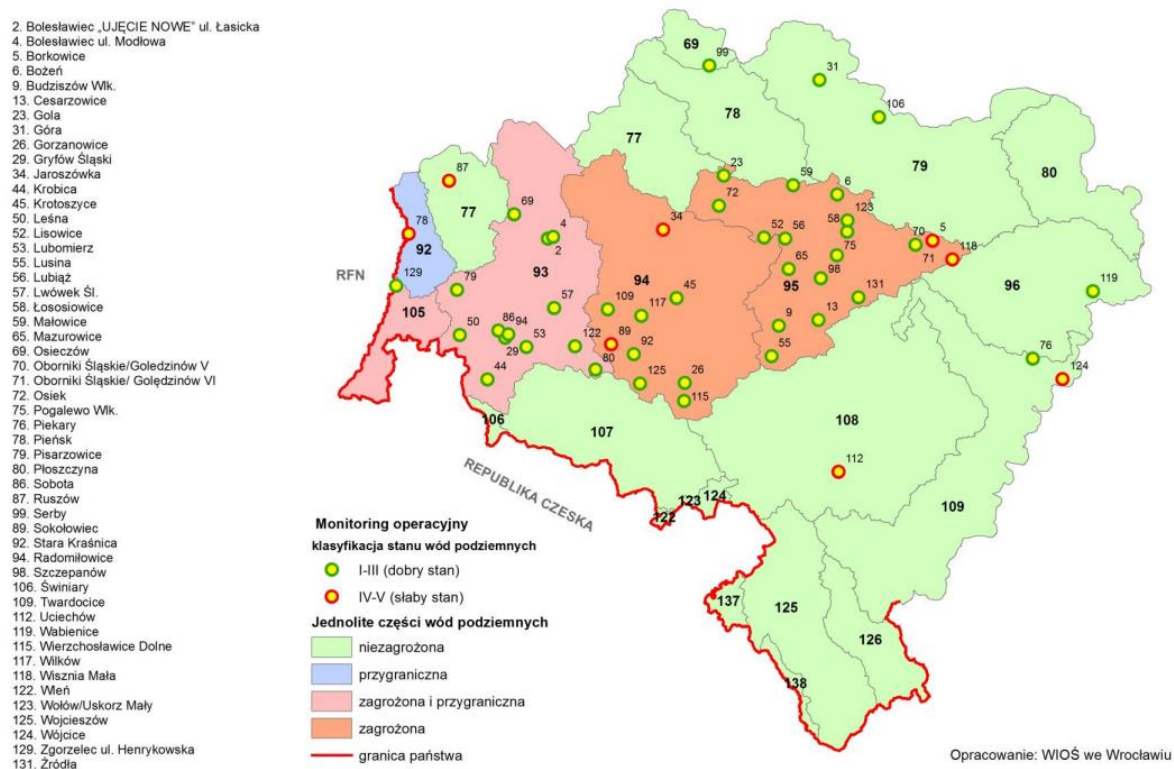 2. Bolesławiec „UJĘCIE NOWE” ul. Łasicka
4. Bolesławiec ul. Modłowa
5. Borkowice
6. Bożeń
9. Budziszów Wlk.
13. Cesarzowice
23. Gola
31. Góra
26. Gorzanowice
29. Gryfów Śląski
34. Jaroszówka
44. Krobica
45. Krotoszyce
50. Leśna
52. Lisowice
53. Lubomierz
55. Lusina
56. Lubiąż
57. Lwówek Śl.
58. Łososiowice
59. Małowice
65. Mazurowice
69. Osieczów
70. Oborniki Śląskie/Goledzinów V
71. Oborniki Śląskie/ Golędzinów VI
72. Osiek
75. Pogalewo Wlk.
76. Piekary
78. Pieńsk
79. Pisarzowice
80. Płoszczyna
86. Sobota
87. Ruszów
99. Serby
89. Sokołowiec
92. Stara Kraśnica
94. Radomiłowice
98. Szczepanów
106. Świniary
109. Twardocice
112. Uciechów
119. Wabienice
115. Wierzchosławice Dolne
117. Wilków
118. Wisznia Mała
122. Wleń
123. Wołów/Uskorz Mały
125. Wojcieszów
124. Wójcice
129. Zgorzelec ul. Henrykowska
131. Źródła
69
99
31
106
78
77
79
80
87
77
23
59
6
72
123
58
69
34
78
92
4
2
52
56
70
5
118
71
75
RFN
129
79
93
94
65
98
95
131
96
119
105
57
109
117
45
9
13
50
86
94
29
53
122
89
92
55
76
124
44
80
125
26
115
106
107
108
112
REPUBLIKA CZESKA
123
124
122
109
Monitoring operacyjny
klasyfikacja stanu wód podziemnych
I-III (dobry stan)
IV-V (słaby stan)
Jednolite części wód podziemnych
niezagrożona
przygraniczna
zagrożona i przygraniczna
zagrożona
granica państwa
137
125
126
138
Opracowanie: WIOŚ we Wrocławiu